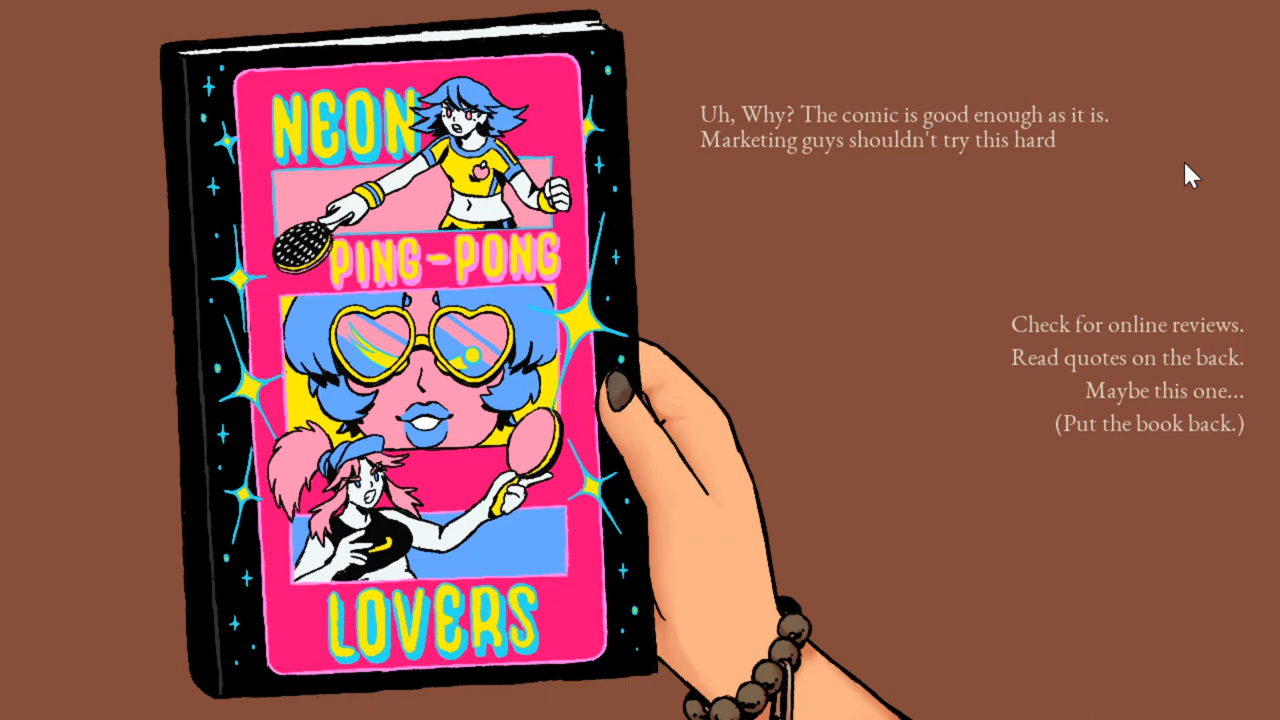 NEON
PING-PONG
LOVERS
Uh, Why? The comic is good enough as it is.
Marketing guys shouldn't try this hard
Check for online reviews.
Read quotes on the back.
Maybe this one...
(Put the book back.)